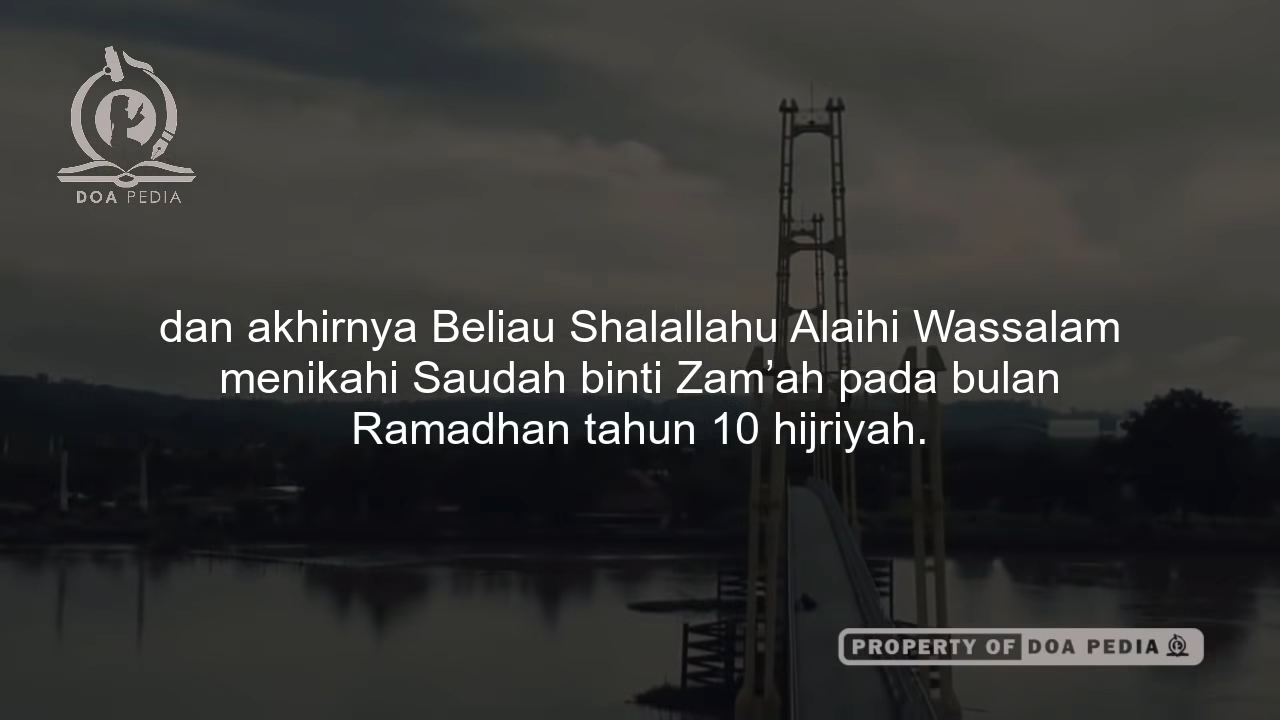 DOA PEDIA
dan akhirnya Beliau Shalallahu Alaihi Wassalam
menikahi Saudah binti Zam’ah pada bulan
Ramadhan tahun 10 hijriyah.
PROPERTY OF DOA PEDIA